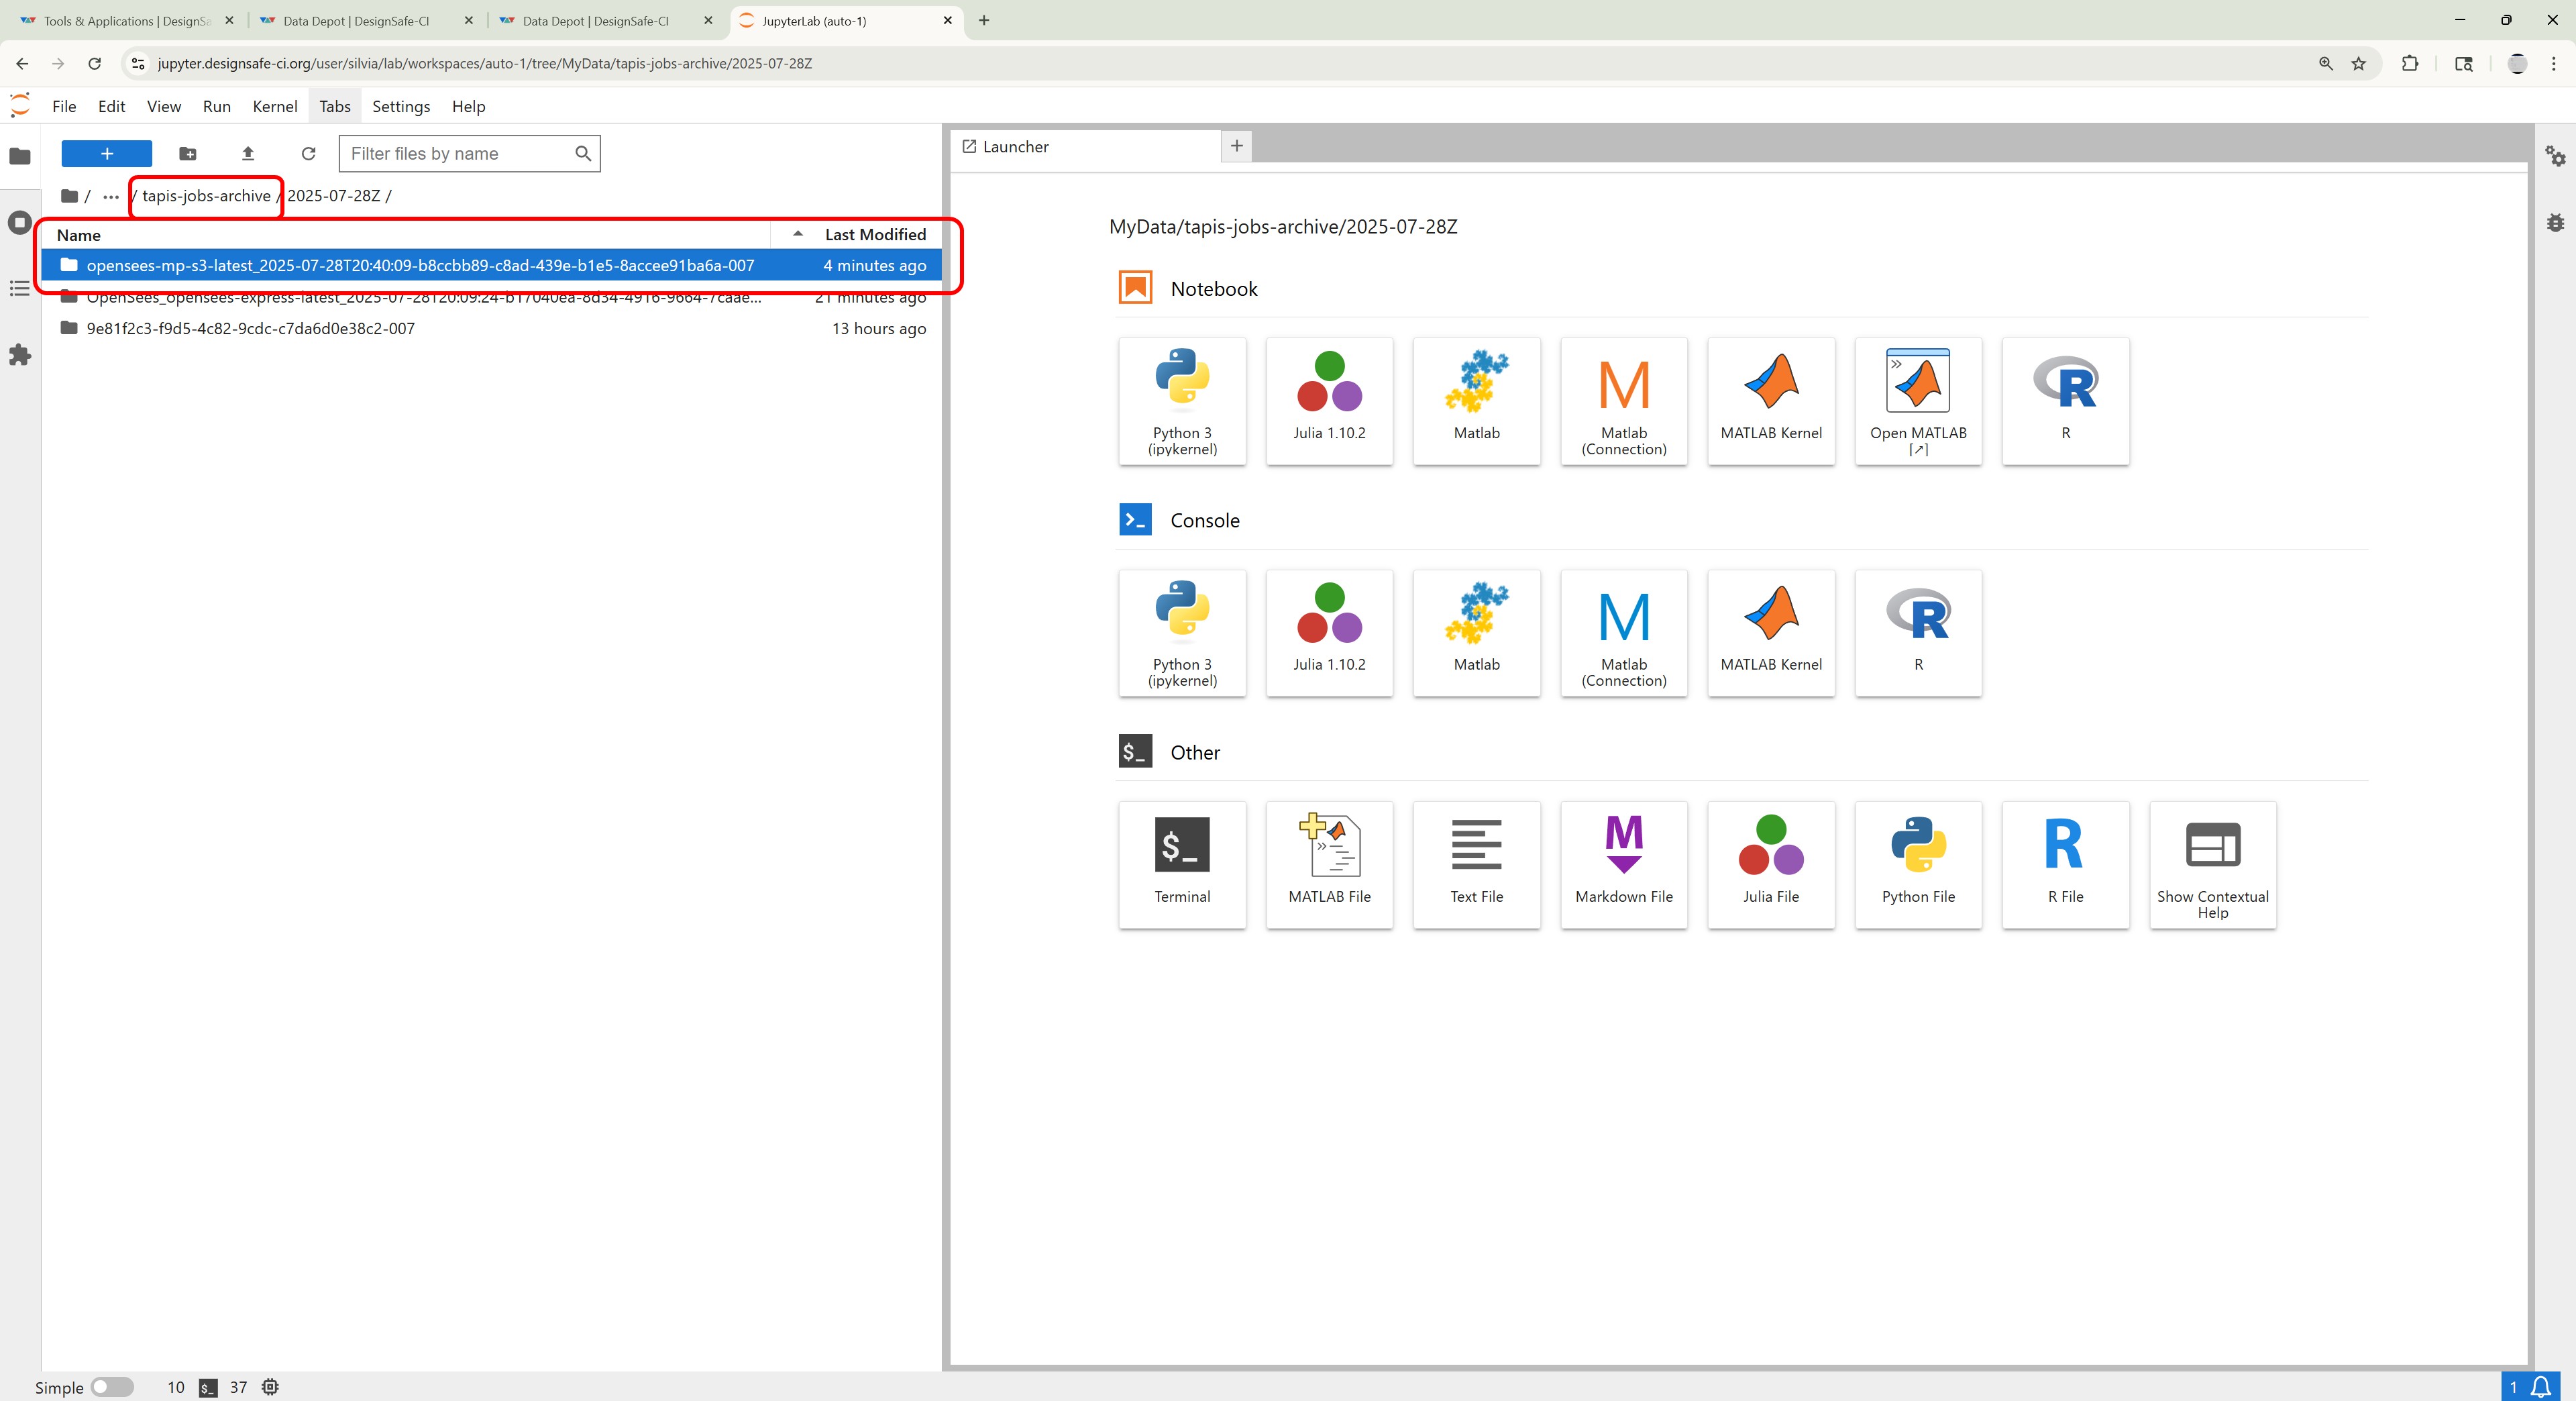 Tools & Applications | DesignSa
Data Depot | DesignSafe-CI
Data Depot | DesignSafe-CI
JupyterLab (auto-1)
jupyter.designsafe-ci.org/user/silvia/lab/workspaces/auto-1/tree/MyData/tapis-jobs-archive/2025-07-28Z
File Edit View Run Kernel Tabs Settings Help
Filter files by name
Launcher
/ ... / tapis-jobs-archive / 2025-07-28Z /
Name Last Modified
opensees-mp-s3-latest_2025-07-28T20:40:09-b8ccbb89-c8ad-439e-b1e5-8accee91ba6a-007 4 minutes ago
OpenSees_opensees-express-latest_2025-07-28T20:09:24-b17040ea-8d34-4916-9664-7caae... 21 minutes ago
9e81f2c3-f9d5-4c82-9cdc-c7da6d0e38c2-007 13 hours ago
MyData/tapis-jobs-archive/2025-07-28Z
Notebook
Python 3
(ipykernel)
Julia 1.10.2
Matlab
M
Matlab
(Connection)
MATLAB Kernel
Open MATLAB
[↗]
R
R
Console
Python 3
(ipykernel)
Julia 1.10.2
Matlab
M
Matlab
(Connection)
MATLAB Kernel
R
R
$_ Other
$_
Terminal
MATLAB File
Text File
M
Markdown File
Julia File
Python File
R
R File
Show Contextual
Help
Simple 10 $_ 37
1